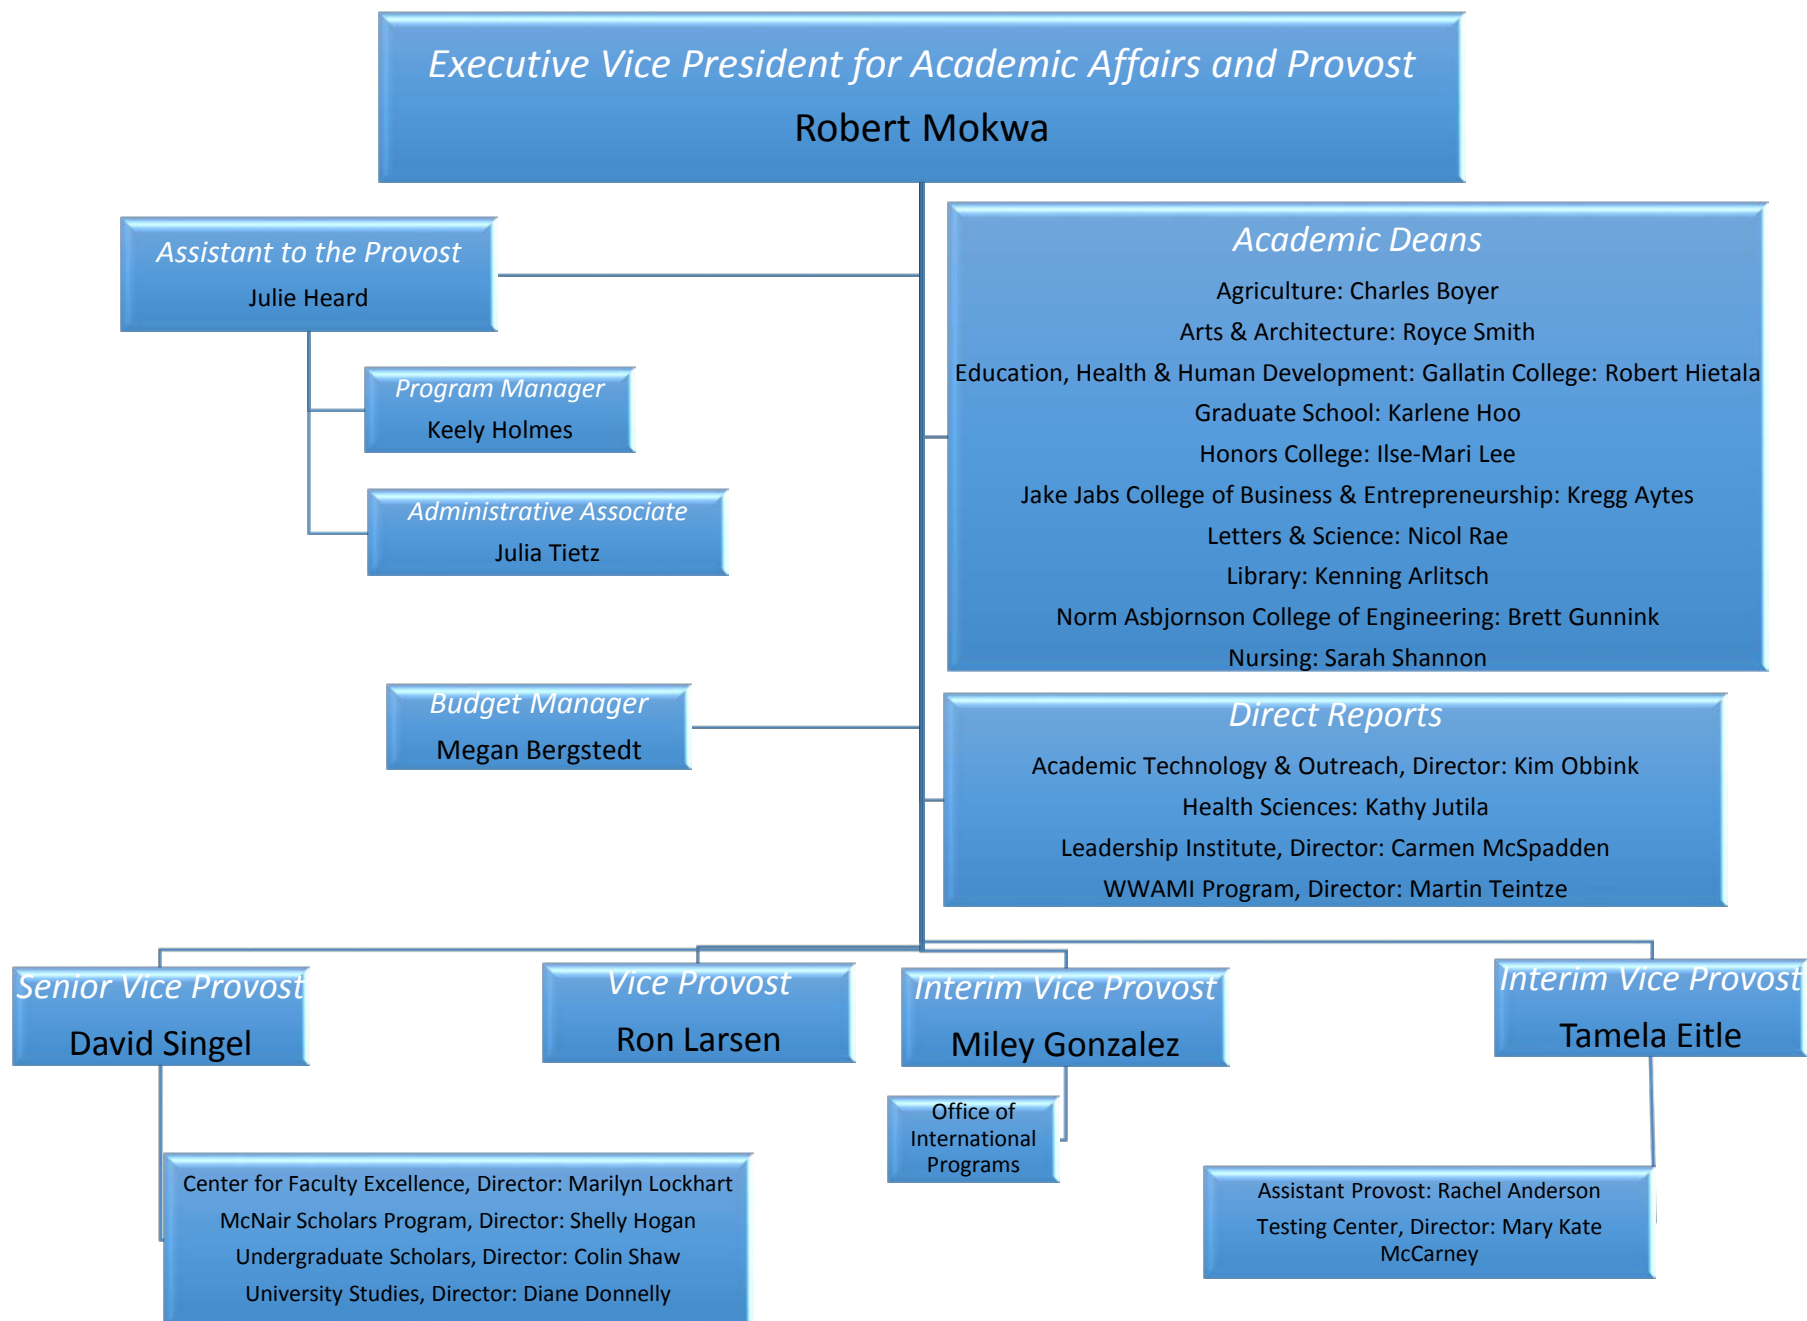 Executive Vice President for Academic Affairs and Provost
Robert Mokwa
Assistant to the Provost
Julie Heard
Program Manager
Keely Holmes
Administrative Associate
Julia Tietz
Academic Deans
Agriculture: Charles Boyer
Arts & Architecture: Royce Smith
Education, Health & Human Development: Gallatin College: Robert Hietala
Graduate School: Karlene Hoo
Honors College: Ilse-Mari Lee
Jake Jabs College of Business & Entrepreneurship: Kregg Aytes
Letters & Science: Nicol Rae
Library: Kenning Arlitsch
Norm Asbjornson College of Engineering: Brett Gunnink
Nursing: Sarah Shannon
Budget Manager
Megan Bergstedt
Direct Reports
Academic Technology & Outreach, Director: Kim Obbink
Health Sciences: Kathy Jutila
Leadership Institute, Director: Carmen McSpadden
WWAMI Program, Director: Martin Teintze
Senior Vice Provost
David Singel
Vice Provost
Ron Larsen
Interim Vice Provost
Miley Gonzalez
Interim Vice Provost
Tamela Eitle
Office of
International
Programs
Center for Faculty Excellence, Director: Marilyn Lockhart
McNair Scholars Program, Director: Shelly Hogan
Undergraduate Scholars, Director: Colin Shaw
University Studies, Director: Diane Donnelly
Assistant Provost: Rachel Anderson
Testing Center, Director: Mary Kate
McCarney